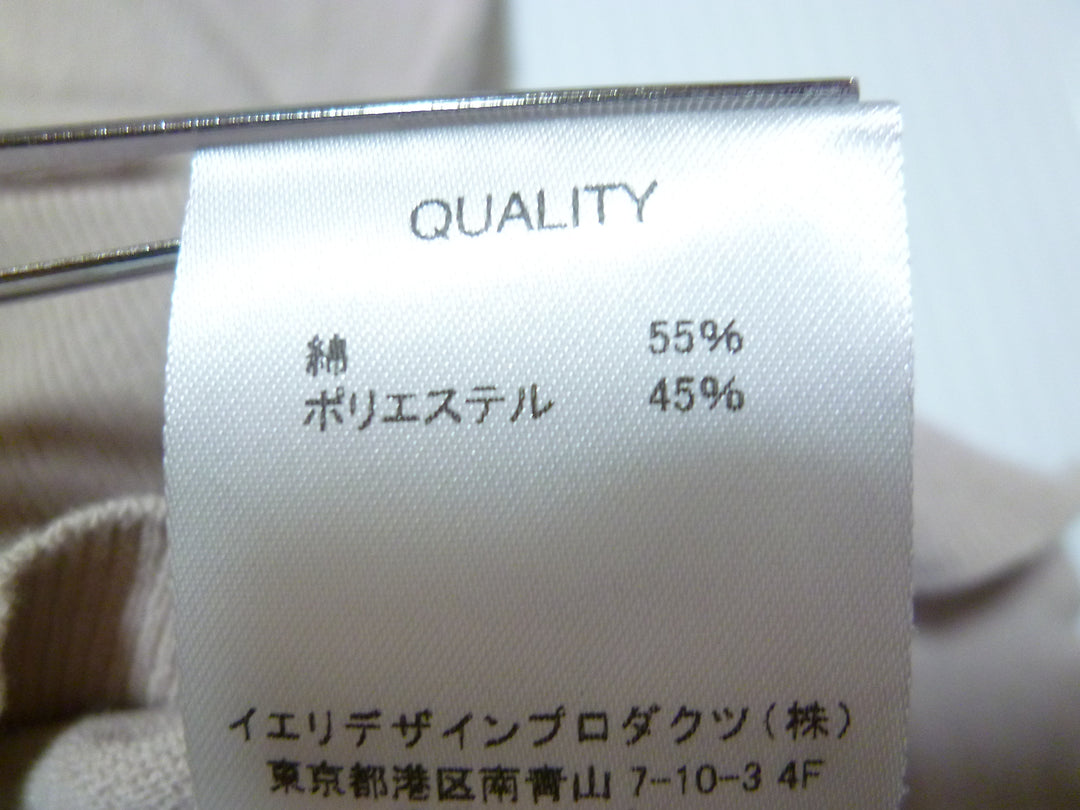 QUALITY
綿 55%
ポリエステル 45%
イエリデザインプロダクツ(株)
東京都港区南青山 7-10-3 4F